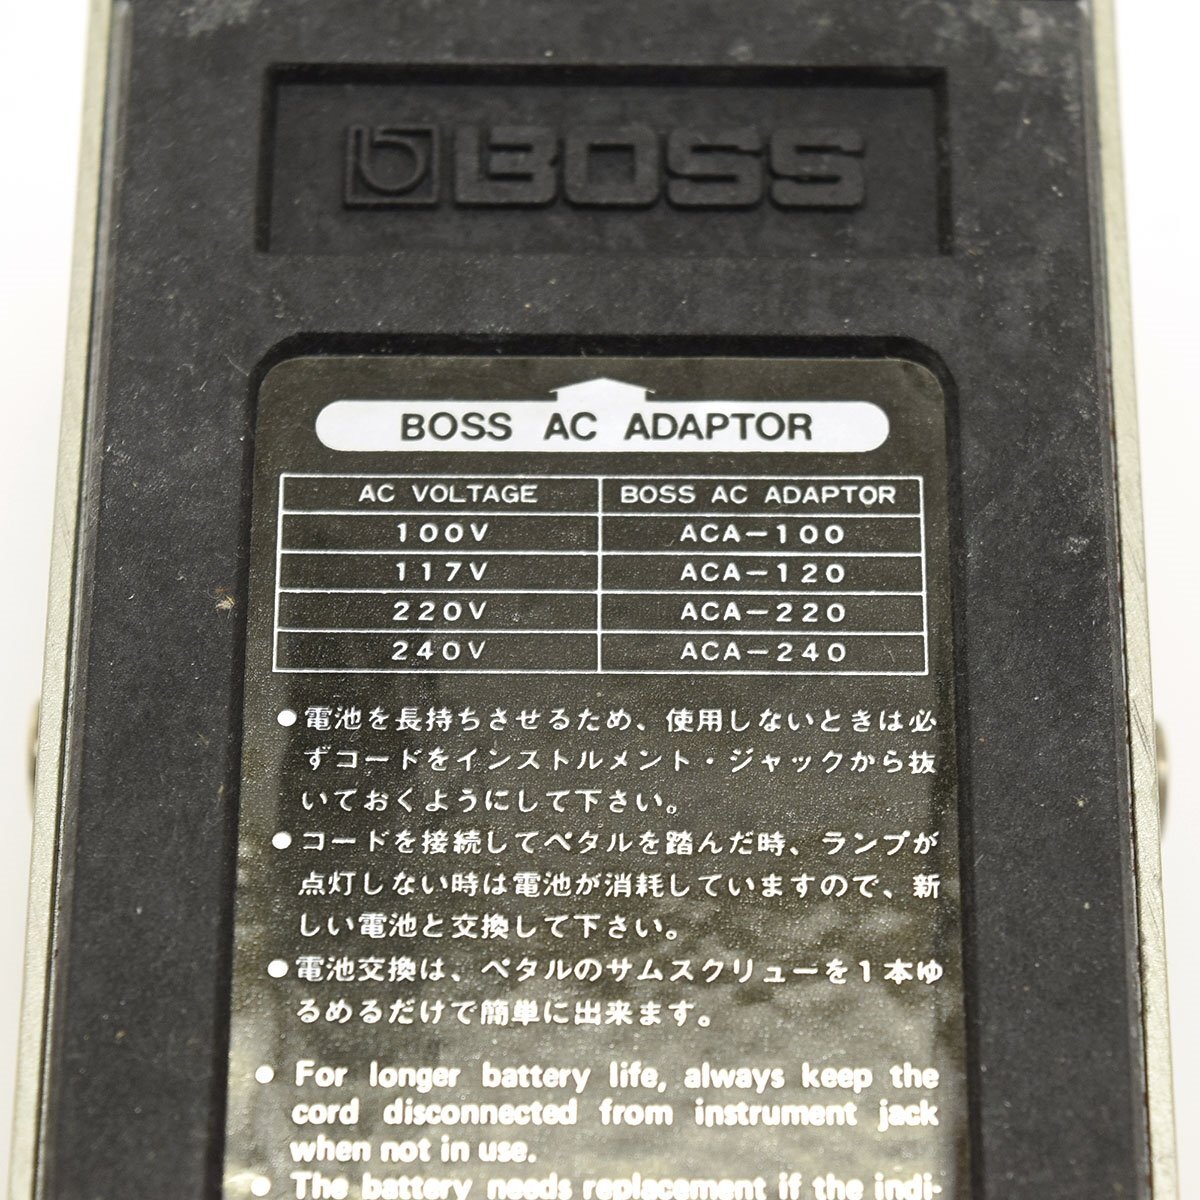 BOSS
BOSS AC ADAPTOR
AC VOLTAGE BOSS AC ADAPTOR
100V ACA-100
117V ACA-120
220V ACA-220
240V ACA-240
●電池を長持ちさせるため、使用しないときは必
ずコードをインストルメント・ジャックから抜
いておくようにして下さい。
●コードを接続してペタルを踏んだ時、ランプが
点灯しない時は電池が消耗していますので、新
しい電池と交換して下さい。
●電池交換は、ペタルのサムスクリューを1本ゆ
るめるだけで簡単に出来ます。
● For longer battery life, always keep the
cord disconnected from instrument jack
when not in use.
● The battery needs replacement if the indi-